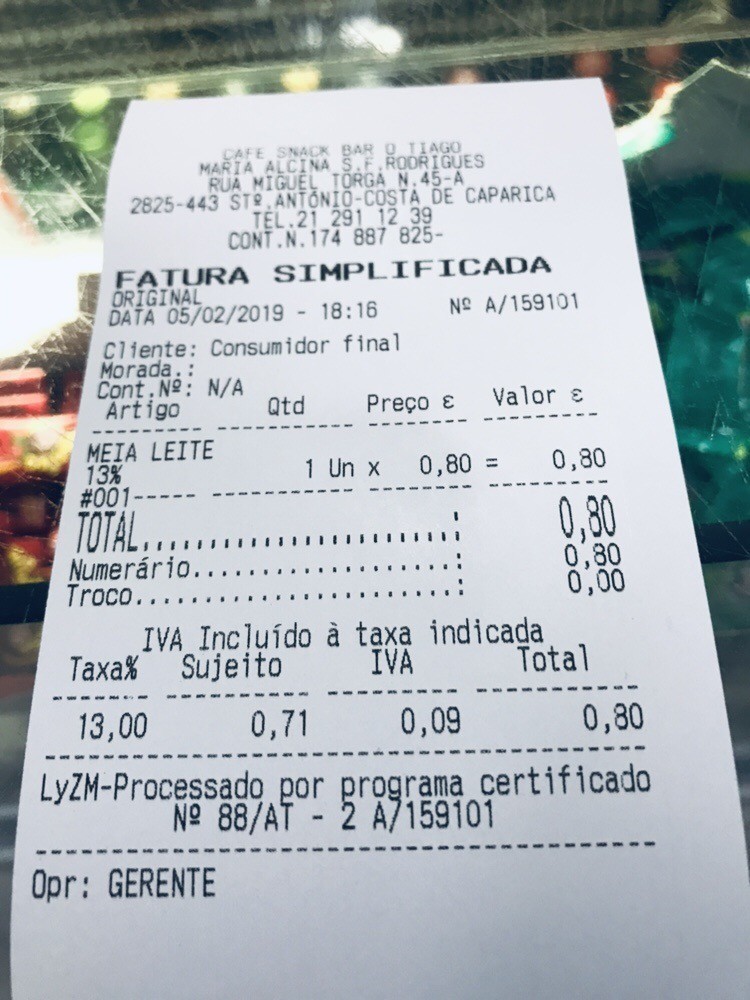 CAFE SNACK BAR O TIAGO
MARIA ALCINA S.F.RODRIGUES
RUA MIGUEL TORGA N.45-A
2825-443 STº.ANTÓNIO-COSTA DE CAPARICA
TEL.21 291 12 39
CONT.N.174 887 825-
FATURA SIMPLIFICADA
ORIGINAL
DATA 05/02/2019 - 18:16 Nº A/159101
Cliente: Consumidor final
Morada.:
Cont.Nº: N/A
Artigo Qtd Preço ε Valor ε
MEIA LEITE
13% 1 Un x 0,80 = 0,80
#001----- ------------ -------- --------
TOTAL........................: 0,80
Numerário......................: 0,80
Troco..........................: 0,00
IVA Incluído à taxa indicada
Taxa% Sujeito IVA Total
13,00 0,71 0,09 0,80
LyZM-Processado por programa certificado
Nº 88/AT - 2 A/159101
Opr: GERENTE